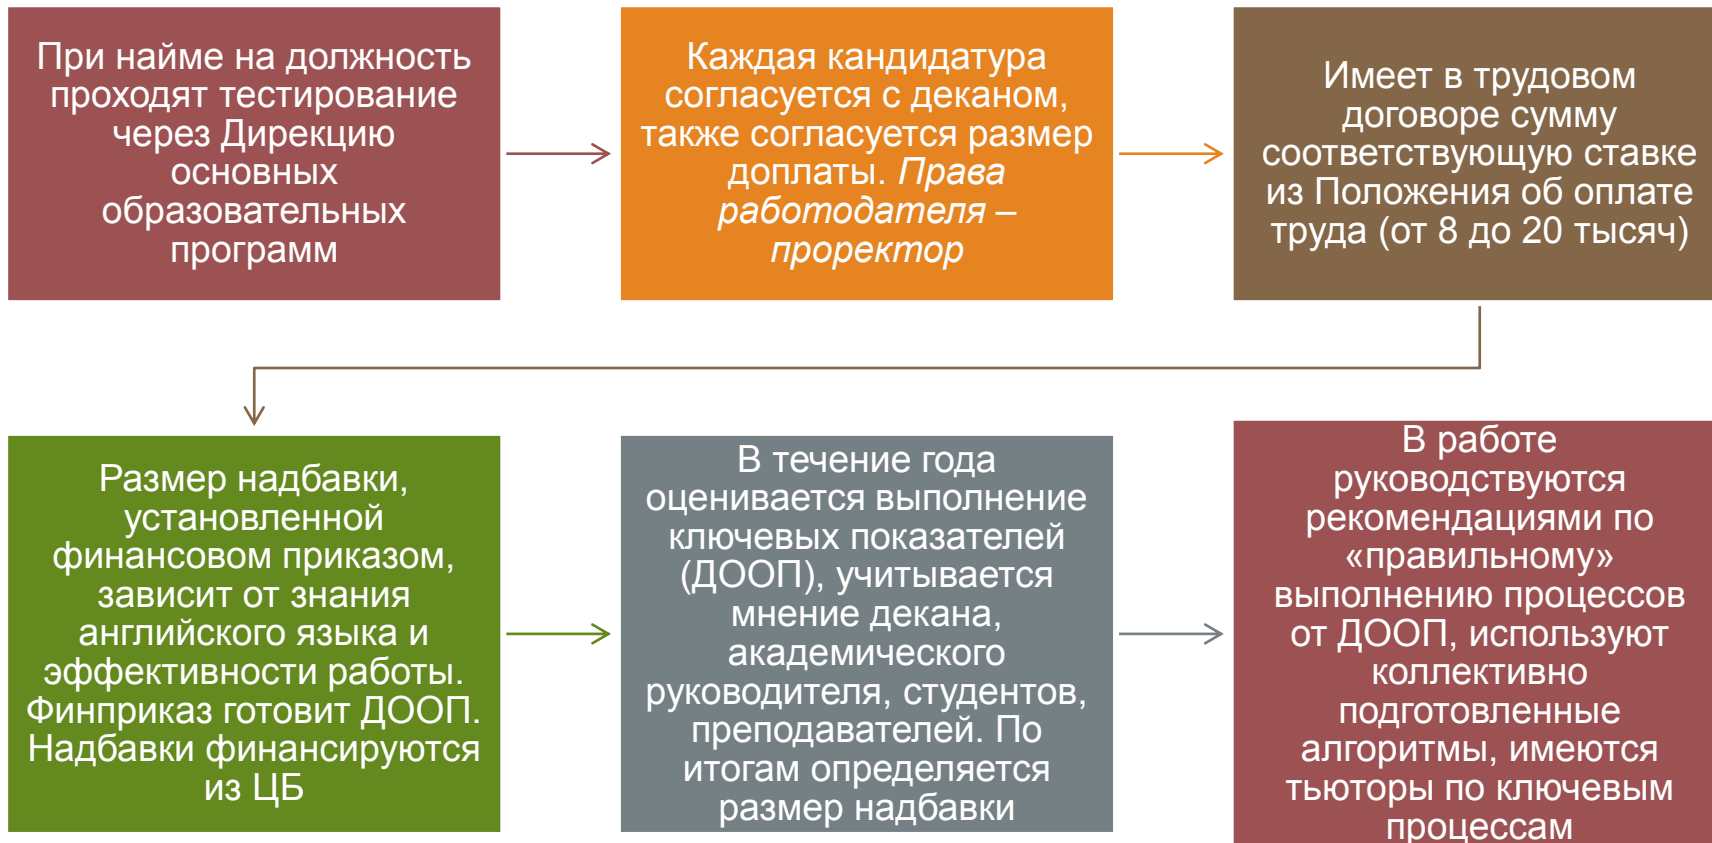 При найме на должность
проходят тестирование
через Дирекцию
основных
образовательных
программ
Каждая кандидатура
согласуется с деканом,
также согласуется размер
доплаты. Права
работодателя –
проректор
Имеет в трудовом
договоре сумму
соответствующую ставке
из Положения об оплате
труда (от 8 до 20 тысяч)
Размер надбавки,
установленной
финансовом приказом,
зависит от знания
английского языка и
эффективности работы.
Финприказ готовит ДООП.
Надбавки финансируются
из ЦБ
В течение года
оценивается выполнение
ключевых показателей
(ДООП), учитывается
мнение декана,
академического
руководителя, студентов,
преподавателей. По
итогам определяется
размер надбавки
В работе
руководствуются
рекомендациями по
«правильному»
выполнению процессов
от ДООП, используют
коллективно
подготовленные
алгоритмы, имеются
тьюторы по ключевым
процессам